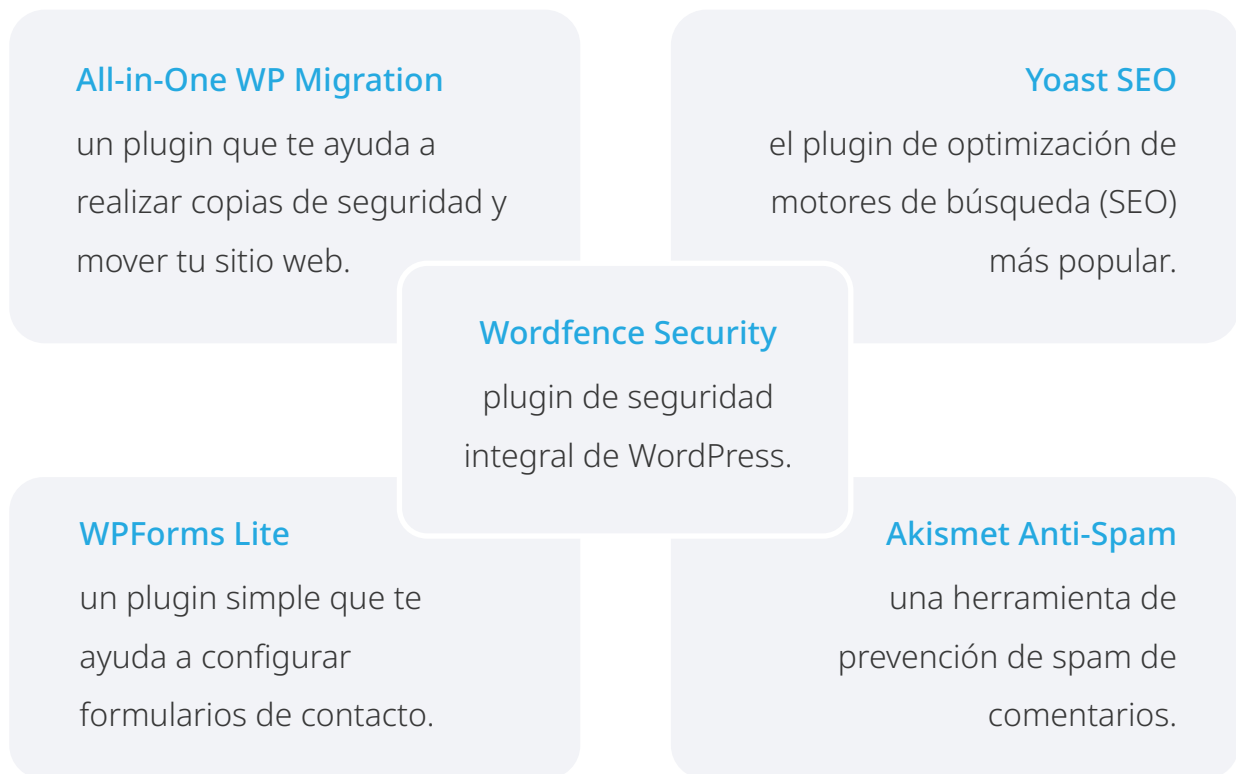 All-in-One WP Migration
un plugin que te ayuda a
realizar copias de seguridad y
mover tu sitio web.
Yoast SEO
el plugin de optimización de
motores de búsqueda (SEO)
más popular.
Wordfence Security
plugin de seguridad
integral de WordPress.
WPForms Lite
un plugin simple que te
ayuda a configurar
formularios de contacto.
Akismet Anti-Spam
una herramienta de
prevención de spam de
comentarios.